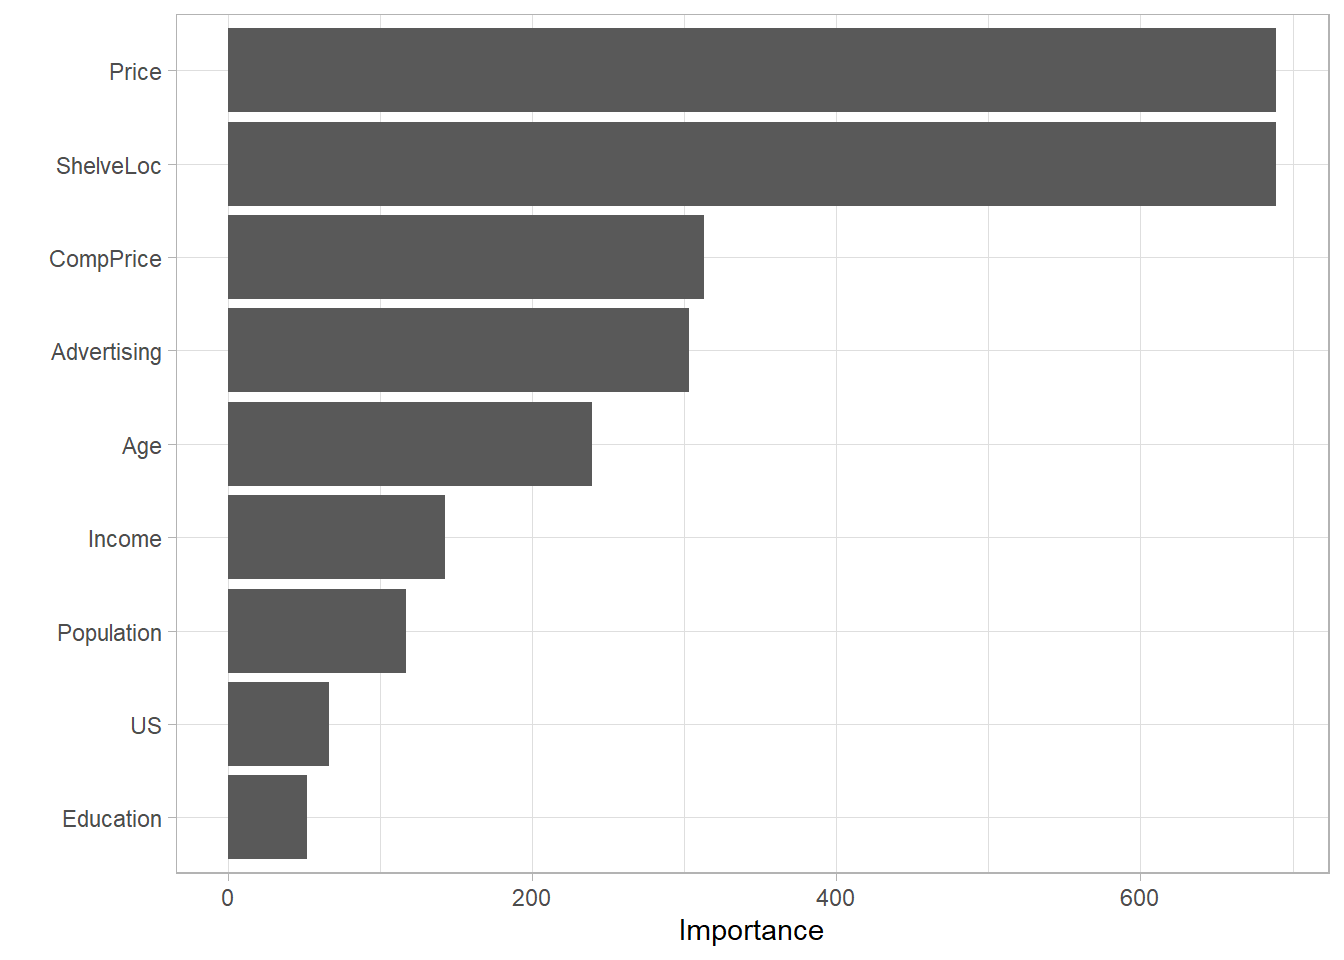 Price
ShelveLoc
CompPrice
Advertising
Age
Income
Population
US
Education
0 200 400 600
Importance